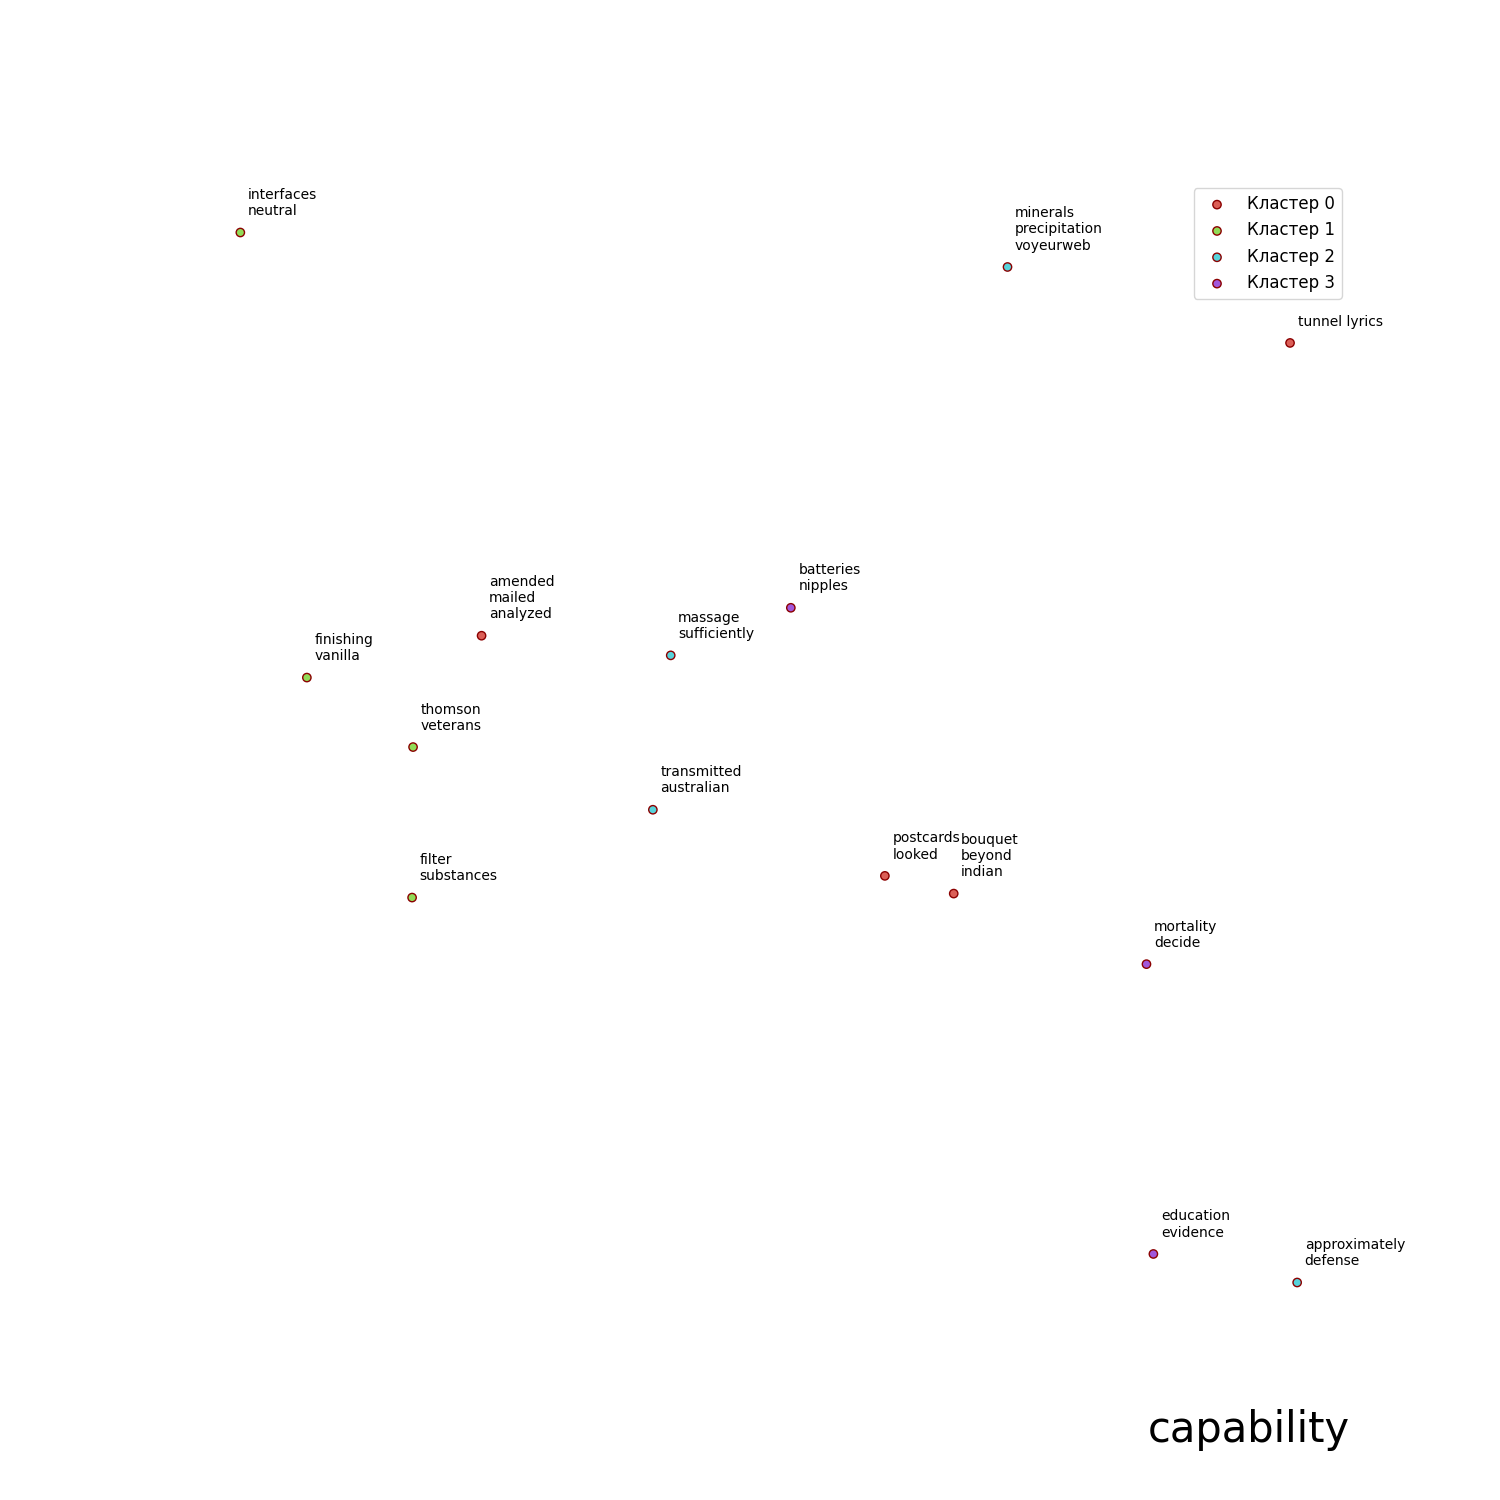 interfaces
neutral
minerals
precipitation
voyeurweb
Кластер 0
Кластер 1
Кластер 2
Кластер 3
tunnel lyrics
batteries
nipples
amended
mailed
analyzed
massage
sufficiently
finishing
vanilla
thomson
veterans
transmitted
australian
postcards
looked
bouquet
beyond
indian
filter
substances
mortality
decide
education
evidence
approximately
defense
capability